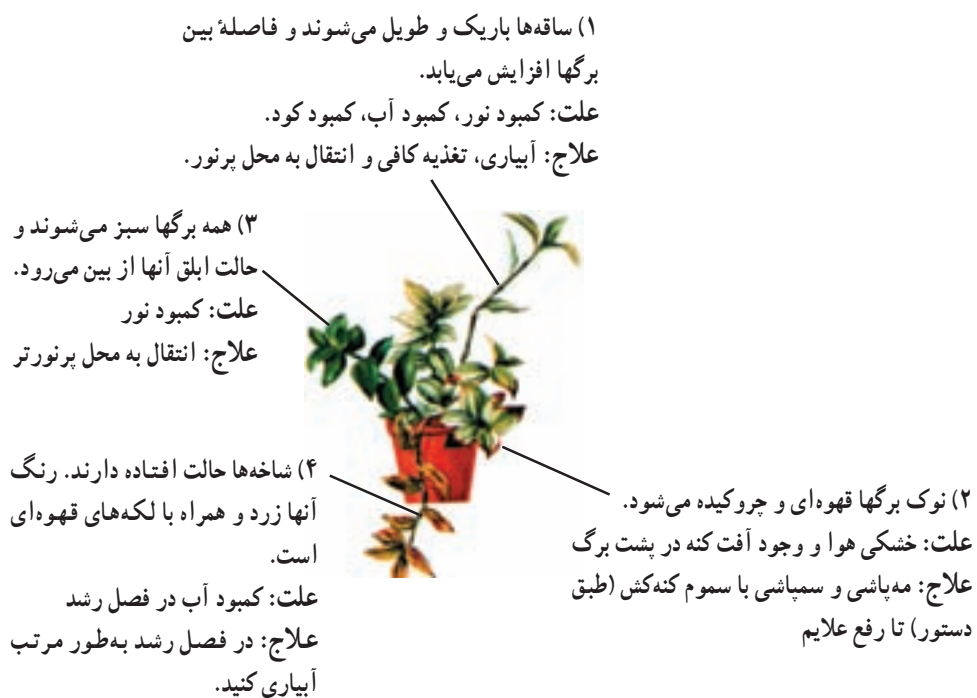 ۱) ساقه‌ها باریک و طویل می‌شوند و فاصلهٔ بین
برگها افزایش می‌یابد.
علت: کمبود نور، کمبود آب، کمبود کود.
علاج: آبیاری، تغذیه کافی و انتقال به محل پرنور.
۲) نوک برگها قهوه‌ای و چروکیده می‌شود.
علت: خشکی هوا و وجود آفت کنه در پشت برگ
علاج: مه‌پاشی و سمپاشی با سموم کنه‌کش (طبق
دستور) تا رفع علایم
۳) همه برگها سبز می‌شوند و
حالت ابلق آنها از بین می‌رود.
علت: کمبود نور
علاج: انتقال به محل پرنورتر
۴) شاخه‌ها حالت افتاده دارند. رنگ
آنها زرد و همراه با لکه‌های قهوه‌ای
است.
علت: کمبود آب در فصل رشد
علاج: در فصل رشد به‌طور مرتب
آبیاری کنید.